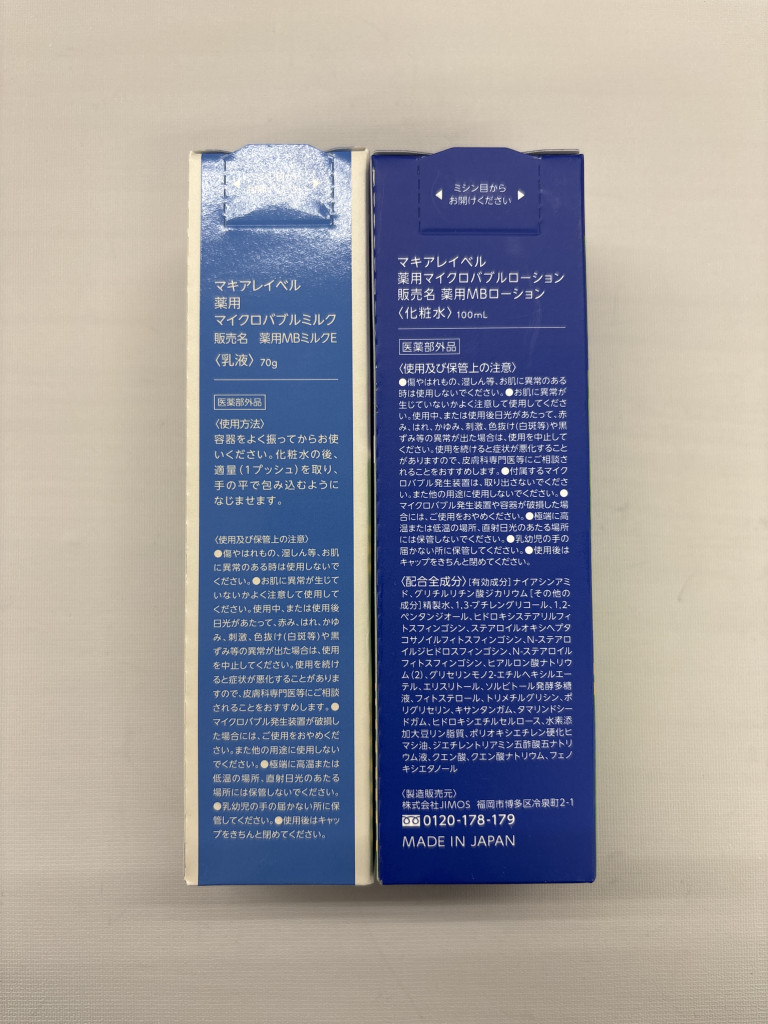 マキアレイベル
薬用
マイクロバブルミルク
販売名 薬用MBミルクE
〈乳液〉 70g
医薬部外品
〈使用方法〉
容器をよく振ってからお使
いください。化粧水の後、
適量(1プッシュ)を取り、
手の平で包み込むように
なじませます。
〈使用及び保管上の注意〉
●傷やはれもの、湿しん等、お肌
に異常のある時は使用しないで
ください。●お肌に異常が生じて
いないかよく注意して使用して
ください。使用中、または使用後
日光があたって、赤み、はれ、かゆ
み、刺激、色抜け(白斑等)や黒
ずみ等の異常が出た場合は、使用
を中止してください。使用を続け
ると症状が悪化することがありま
すので、皮膚科専門医等にご相談
されることをおすすめします。●
マイクロバブル発生装置が破損し
た場合には、ご使用をおやめくださ
い。また他の用途に使用しない
でください。●極端に高温または
低温の場所、直射日光のあたる
場所には保管しないでください。
●乳幼児の手の届かない所に保
管してください。●使用後はキャッ
プをきちんと閉めてください。
ミシン目から
お開けください
マキアレイベル
薬用マイクロバブルローション
販売名 薬用MBローション
〈化粧水〉 100mL
医薬部外品
〈使用及び保管上の注意〉
●傷やはれもの、湿しん等、お肌に異常のある
時は使用しないでください。●お肌に異常が
生じていないかよく注意して使用してくださ
い。使用中、または使用後日光があたって、赤
み、はれ、かゆみ、刺激、色抜け(白斑等)や黒
ずみ等の異常が出た場合は、使用を中止して
ください。使用を続けると症状が悪化すること
がありますので、皮膚科専門医等にご相談さ
れることをおすすめします。●付属するマイク
ロバブル発生装置は、取り出さないでくださ
い。また他の用途に使用しないでください。●
マイクロバブル発生装置や容器が破損した場
合には、ご使用をおやめください。●極端に高
温または低温の場所、直射日光のあたる場所
には保管しないでください。●乳幼児の手の
届かない所に保管してください。●使用後は
キャップをきちんと閉めてください。
〈配合全成分〉[有効成分]ナイアシンアミ
ド、グリチルリチン酸ジカリウム[その他の
成分]精製水、1,3-ブチレングリコール、1,2-
ペンタンジオール、ヒドロキシステアリルフィ
トスフィンゴシン、ステアロイルオキシヘプタ
コサノイルフィトスフィンゴシン、N-ステアロ
イルジヒドロスフィンゴシン、N-ステアロイル
フィトスフィンゴシン、ヒアルロン酸ナトリウ
ム(2)、グリセリンモノ2-エチルヘキシルエー
テル、エリスリトール、ソルビトール発酵多糖
液、フィトステロール、トリメチルグリシン、ポ
リグリセリン、キサンタンガム、タマリンドシー
ドガム、ヒドロキシエチルセルロース、水素添
加大豆リン脂質、ポリオキシエチレン硬化ヒ
マシ油、ジエチレントリアミン五酢酸五ナトリ
ウム液、クエン酸、クエン酸ナトリウム、フェノ
キシエタノール
〈製造販売元〉
株式会社JIMOS 福岡市博多区冷泉町2-1
0120-178-179
MADE IN JAPAN